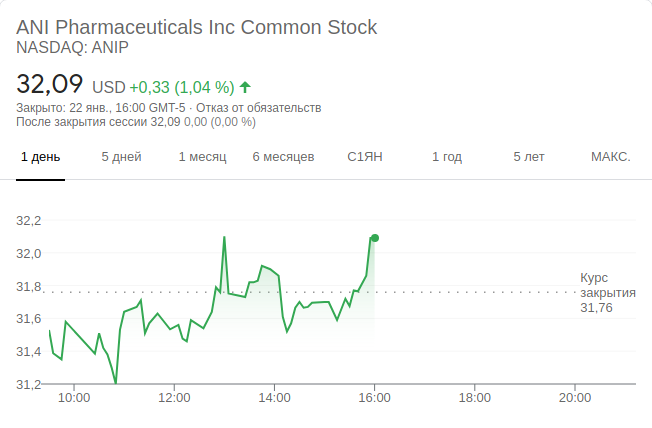 ANI Pharmaceuticals Inc Common Stock
NASDAQ: ANIP
32,09 USD +0,33 (1,04 %)
Закрыто: 22 янв., 16:00 GMT-5 · Отказ от обязательств
После закрытия сессии 32,09 0,00 (0,00 %)
1 день 5 дней 1 месяц 6 месяцев С1ЯН 1 год 5 лет МАКС.
32,2
32,0
31,8
31,6
31,4
31,2
Курс
закрытия
31,76
10:00 12:00 14:00 16:00 18:00 20:00